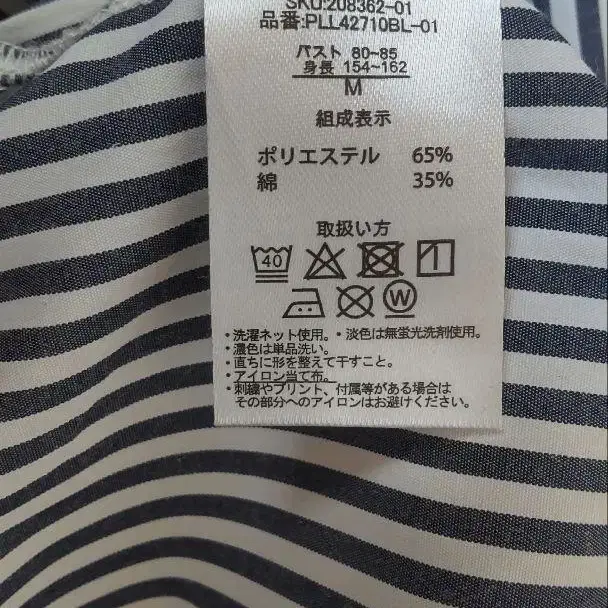 SKU:208362-01
品番:PLL42710BL-01
バスト 80~85
身長 154~162
M
組成表示
ポリエステル 65%
綿 35%
取扱い方
40
W
・洗濯ネット使用。・淡色は無蛍光洗剤使用。
・濃色は単品洗い。
・直ちに形を整えて干すこと。
・アイロン当て布。
・刺繍やプリント、付属等がある場合は
その部分へのアイロンはお避けください。